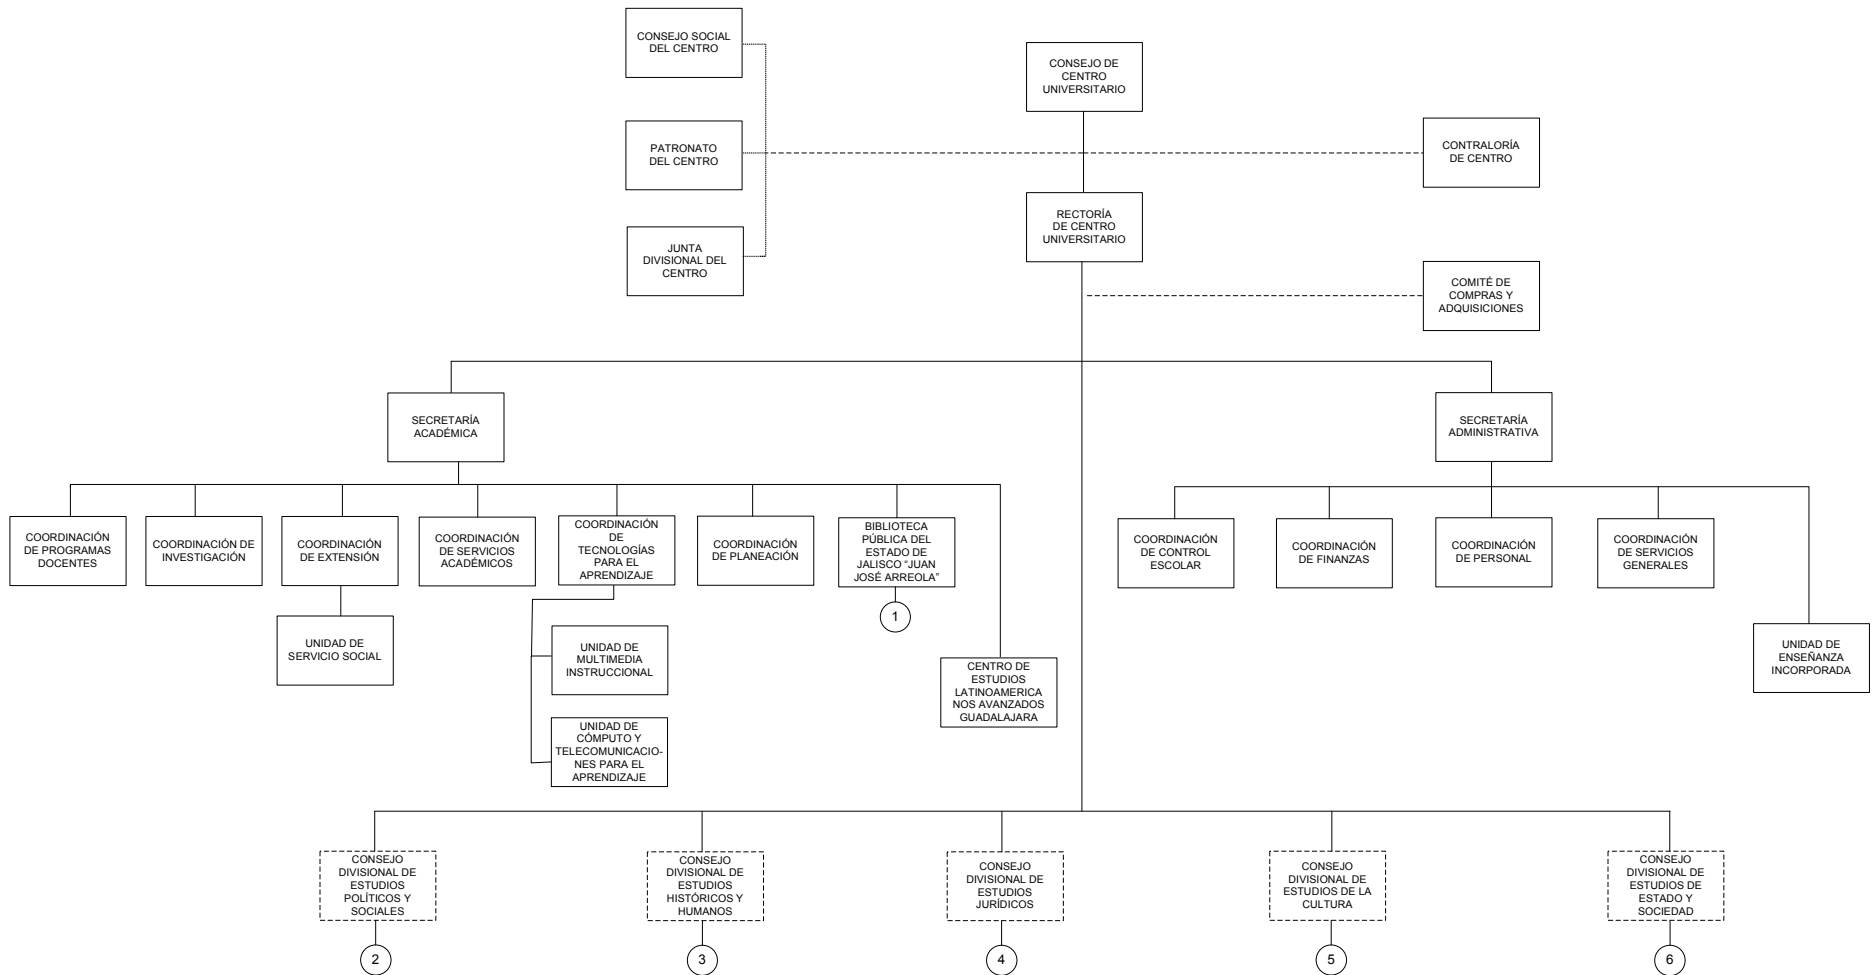 CONSEJO SOCIAL
DEL CENTRO
CONSEJO DE
CENTRO
UNIVERSITARIO
PATRONATO
DEL CENTRO
CONTRALORÍA
DE CENTRO
RECTORÍA
DE CENTRO
UNIVERSITARIO
JUNTA
DIVISIONAL DEL
CENTRO
COMITÉ DE
COMPRAS Y
ADQUISICIONES
SECRETARÍA
ACADÉMICA
SECRETARÍA
ADMINISTRATIVA
COORDINACIÓN
DE PROGRAMAS
DOCENTES
COORDINACIÓN DE
INVESTIGACIÓN
COORDINACIÓN
DE EXTENSIÓN
COORDINACIÓN
DE SERVICIOS
ACADÉMICOS
COORDINACIÓN
DE
TECNOLOGÍAS
PARA EL
APRENDIZAJE
COORDINACIÓN
DE PLANEACIÓN
BIBLIOTECA
PÚBLICA DEL
ESTADO DE
JALISCO “JUAN
JOSÉ ARREOLA”
1
COORDINACIÓN
DE CONTROL
ESCOLAR
COORDINACIÓN
DE FINANZAS
COORDINACIÓN
DE PERSONAL
COORDINACIÓN
DE SERVICIOS
GENERALES
UNIDAD DE
SERVICIO SOCIAL
UNIDAD DE
MULTIMEDIA
INSTRUCCIONAL
CENTRO DE
ESTUDIOS
LATINOAMERICA
NOS AVANZADOS
GUADALAJARA
UNIDAD DE
ENSEÑANZA
INCORPORADA
UNIDAD DE
CÓMPUTO Y
TELECOMUNICACIO-
NES PARA EL
APRENDIZAJE
CONSEJO
DIVISIONAL DE
ESTUDIOS
POLÍTICOS Y
SOCIALES
CONSEJO
DIVISIONAL DE
ESTUDIOS
HISTÓRICOS Y
HUMANOS
CONSEJO
DIVISIONAL DE
ESTUDIOS
JURÍDICOS
CONSEJO
DIVISIONAL DE
ESTUDIOS DE LA
CULTURA
CONSEJO
DIVISIONAL DE
ESTUDIOS DE
ESTADO Y
SOCIEDAD
2
3
4
5
6